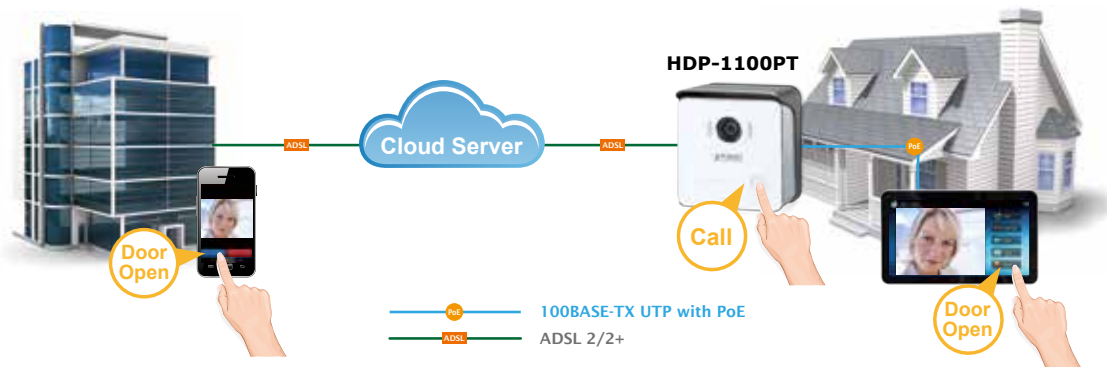 HDP-1100PT
ADSL
Cloud Server
ADSL
PoE
Call
Door
Open
Door
Open
PoE
100BASE-TX UTP with PoE
ADSL
ADSL 2/2+